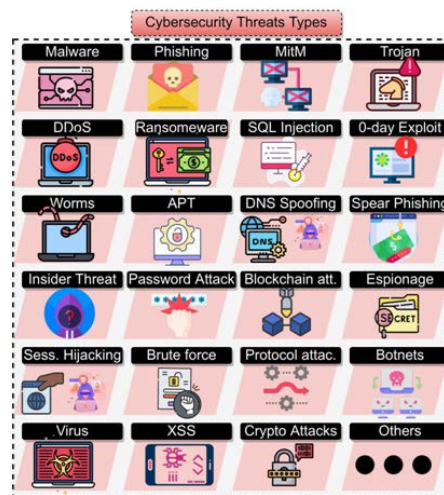 Cybersecurity Threats Types
Malware Phishing MitM Trojan
DDoS Ransomeware SQL Injection 0-day Exploit
DDoS
Worms APT DNS Spoofing Spear Phishing
DNS
Insider Threat Password Attack Blockchain att. Espionage
SECRET
Sess. Hijacking Brute force Protocol attac. Botnets
Virus XSS Crypto Attacks Others